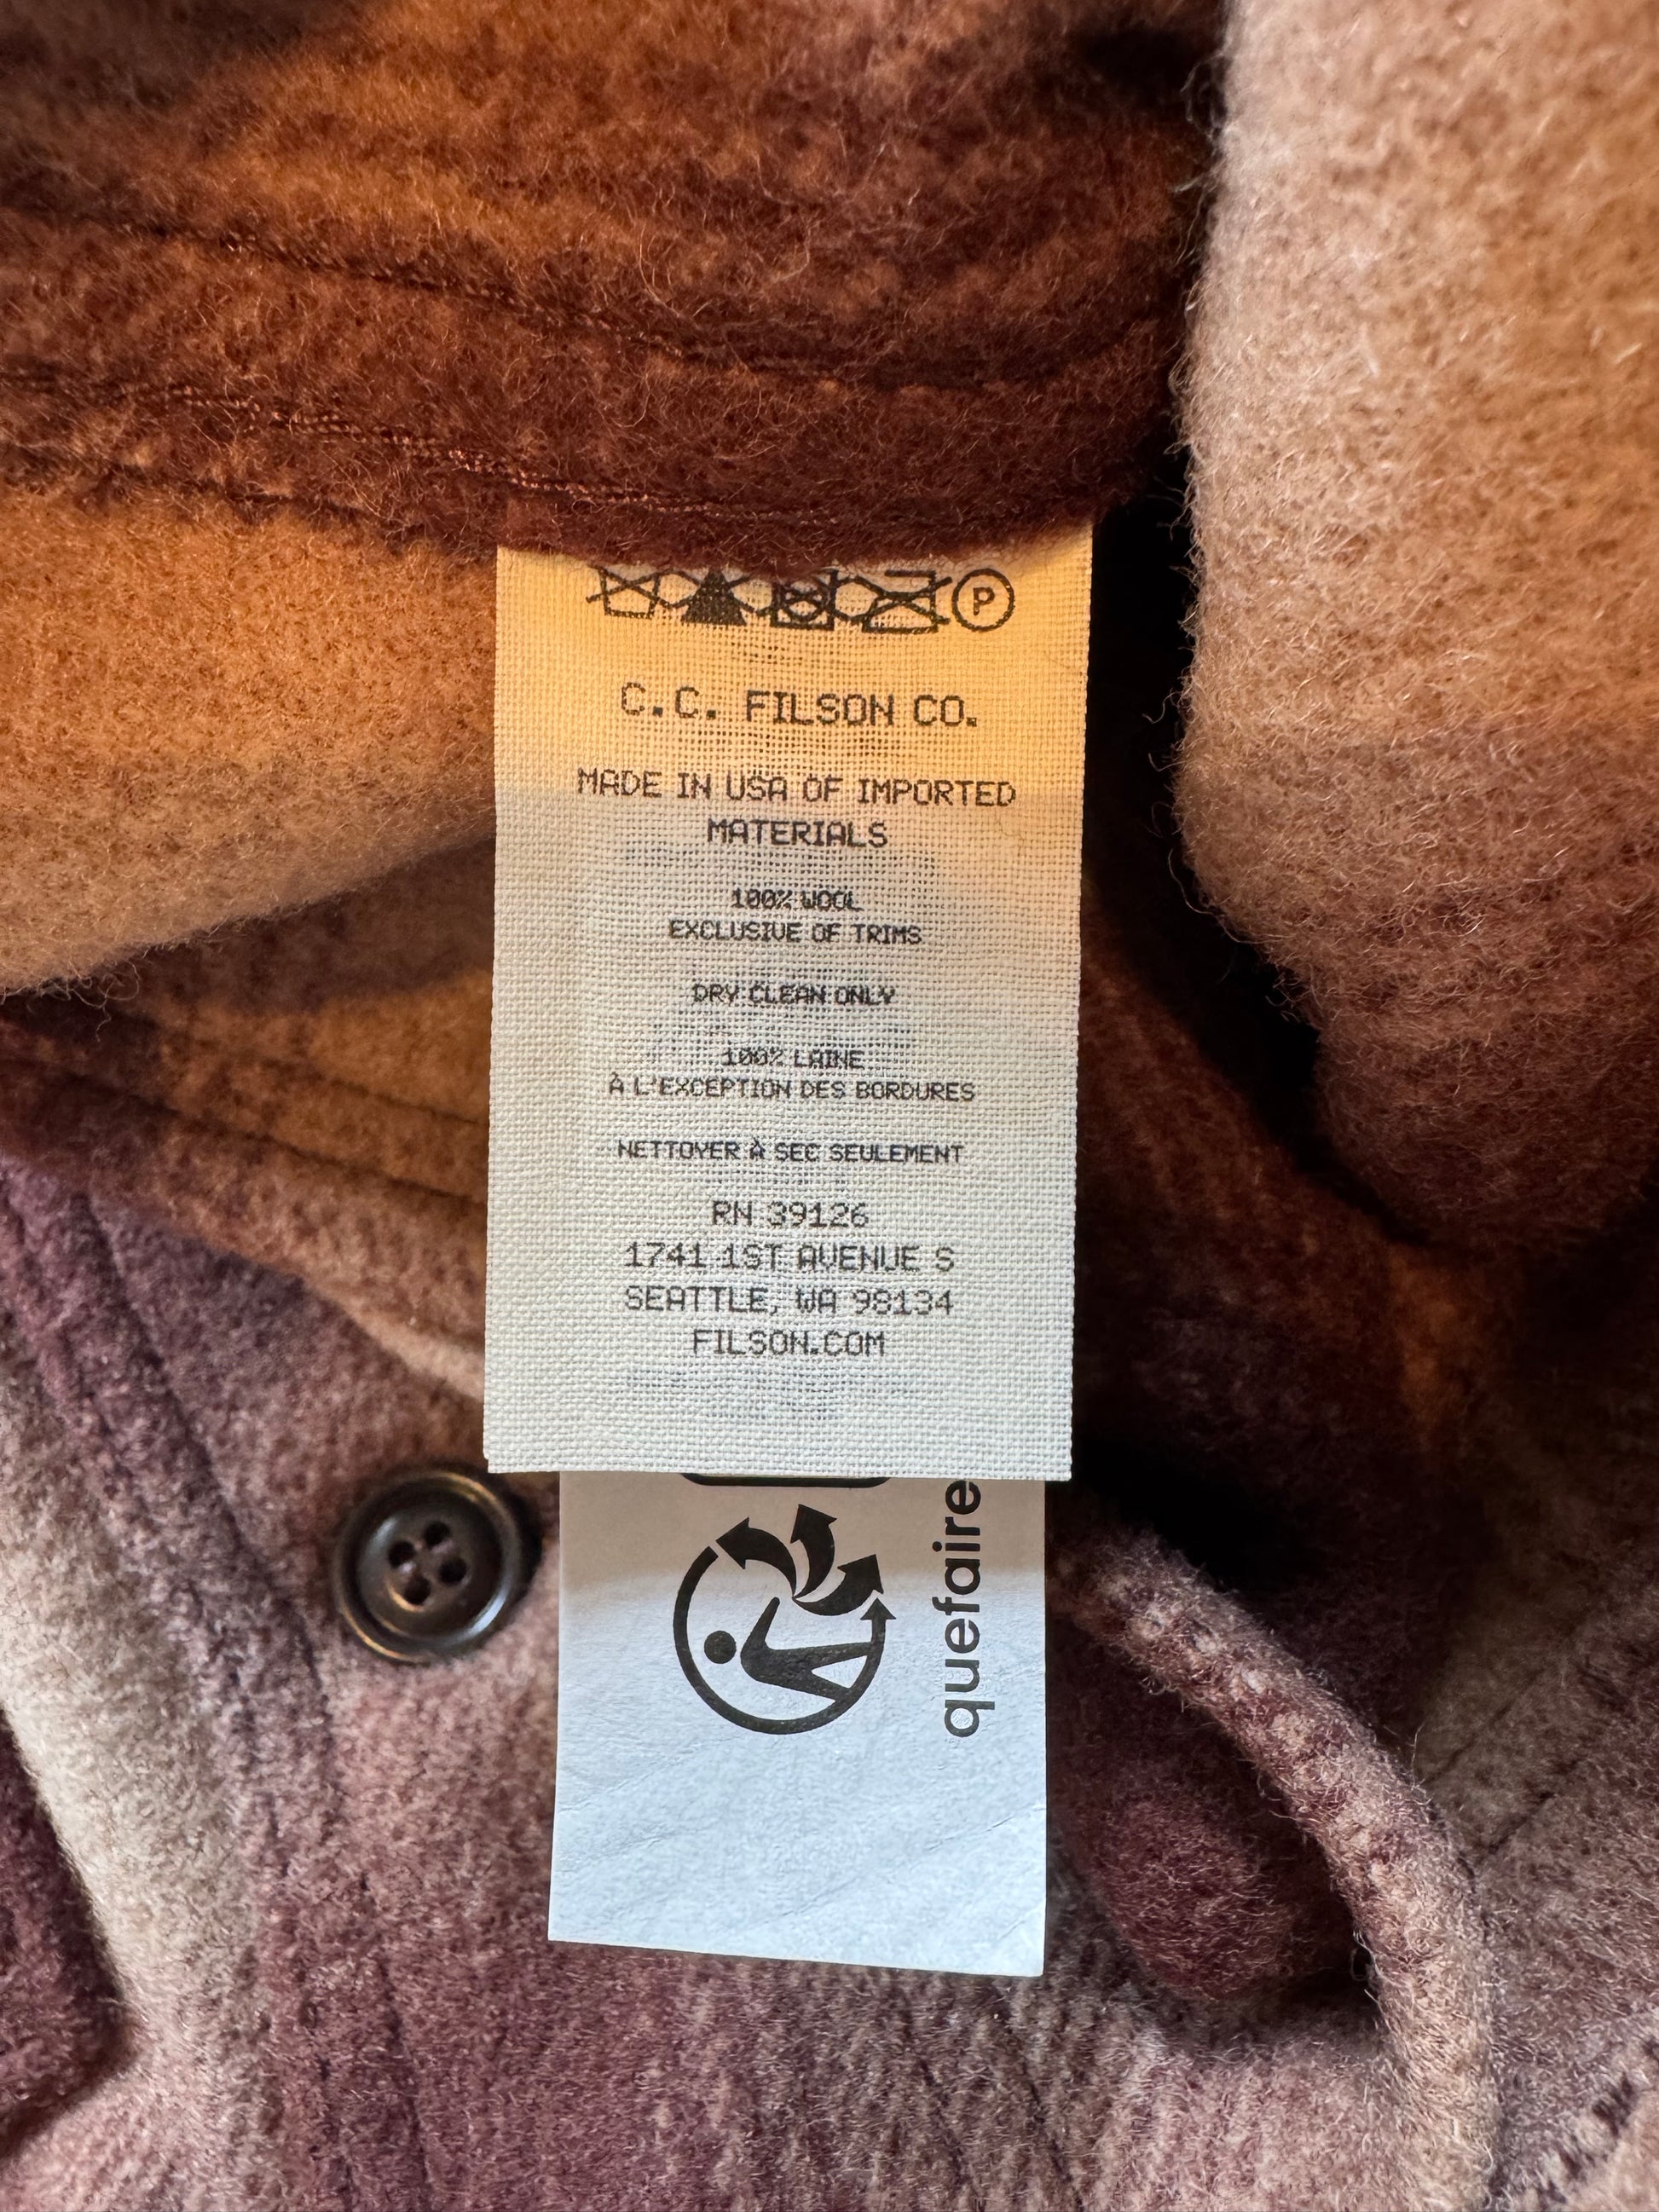 P
C.C. FILSON CO.
MADE IN USA OF IMPORTED
MATERIALS
100% WOOL
EXCLUSIVE OF TRIMS
DRY CLEAN ONLY
100% LAINE
À L'EXCEPTION DES BORDURES
NETTOYER À SEC SEULEMENT
RN 39126
1741 1ST AVENUE S
SEATTLE, WA 98134
FILSON.COM
quefaire